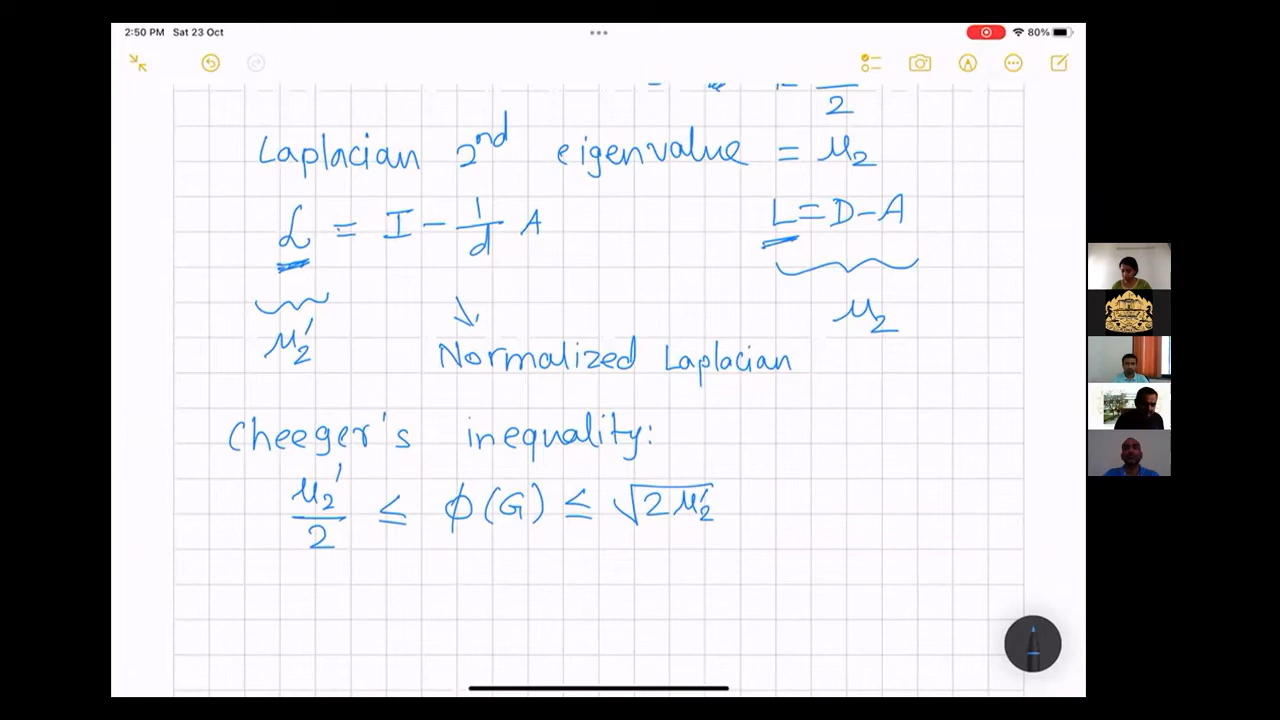 2:50 PM Sat 23 Oct
80%
2
Laplacian 2nd eigenvalue = μ₂
ℒ = I - 1/d A
L = D - A
μ₂'
μ₂
Normalized Laplacian
Cheeger's inequality:
μ₂'/2 ≤ ϕ(G) ≤ √2μ₂'